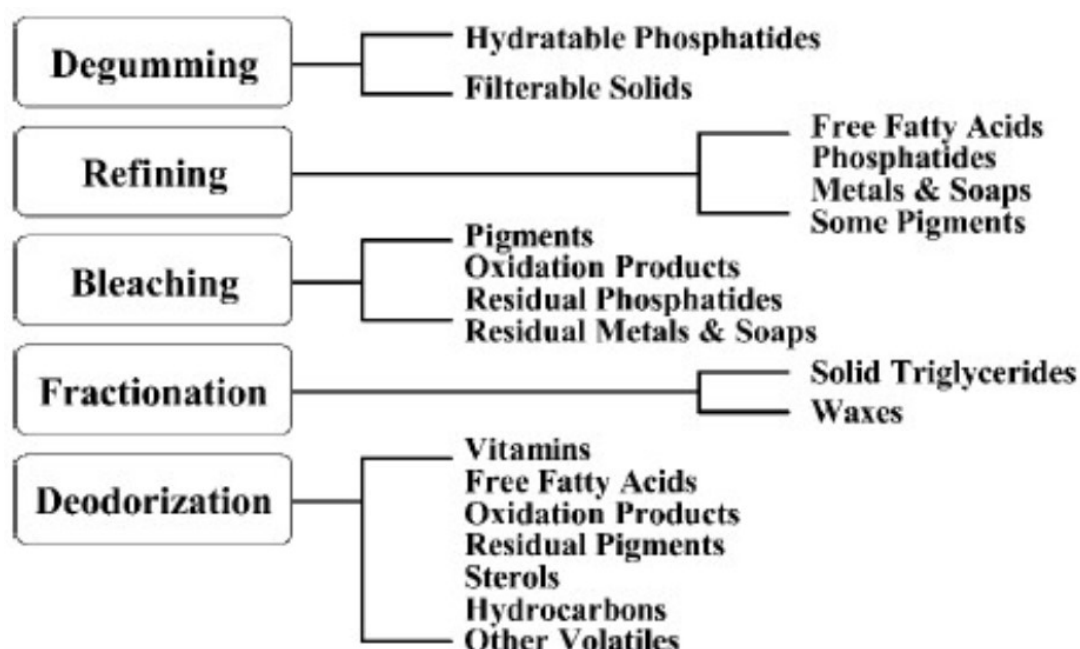 Degumming
Hydratable Phosphatides
Filterable Solids
Refining
Free Fatty Acids
Phosphatides
Metals & Soaps
Some Pigments
Bleaching
Pigments
Oxidation Products
Residual Phosphatides
Residual Metals & Soaps
Fractionation
Solid Triglycerides
Waxes
Deodorization
Vitamins
Free Fatty Acids
Oxidation Products
Residual Pigments
Sterols
Hydrocarbons
Other Volatiles